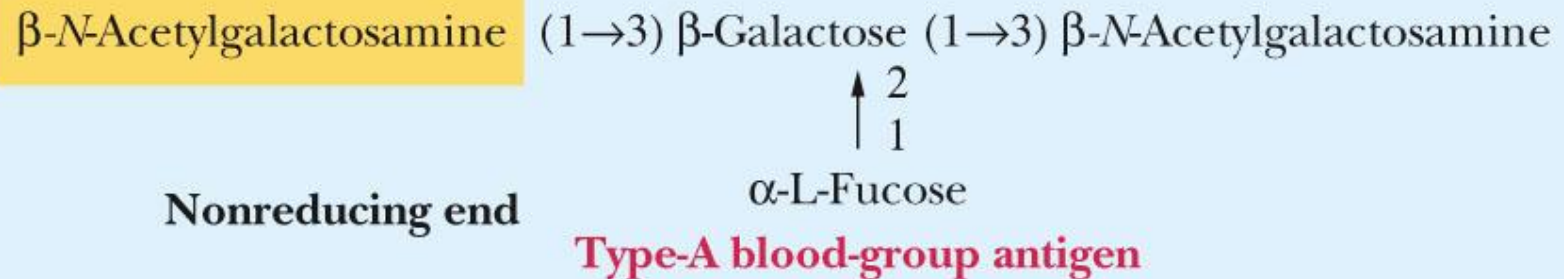 β-N-Acetylgalactosamine (1→3) β-Galactose (1→3) β-N-Acetylgalactosamine
2
1
α-L-Fucose
Nonreducing end
Type-A blood-group antigen